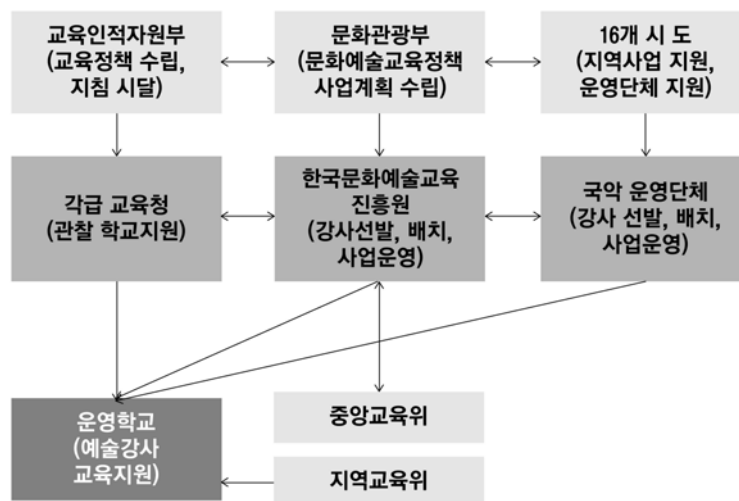 교육인적자원부
(교육정책 수립,
지침 시달)
문화관광부
(문화예술교육정책
사업계획 수립)
16개 시 도
(지역사업 지원,
운영단체 지원)
각급 교육청
(관찰 학교지원)
한국문화예술교육
진흥원
(강사선발, 배치,
사업운영)
국악 운영단체
(강사 선발, 배치,
사업운영)
운영학교
(예술강사
교육지원)
중앙교육위
지역교육위